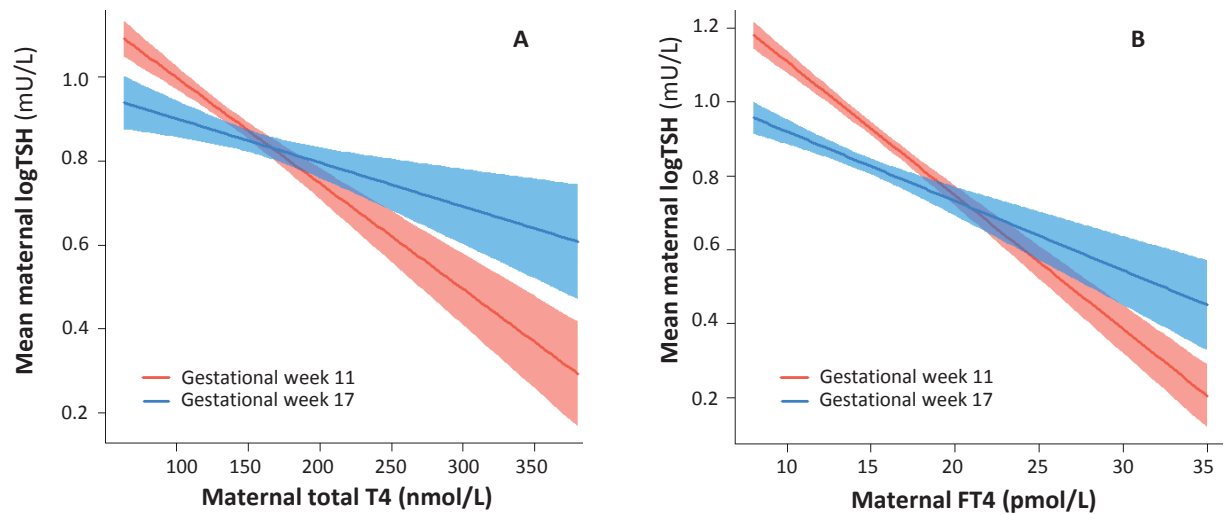 A
Mean maternal logTSH (mU/L)
1.0
0.8
0.6
0.4
0.2
Gestational week 11
Gestational week 17
100 150 200 250 300 350
Maternal total T4 (nmol/L)
B
Mean maternal logTSH (mU/L)
1.2
1.0
0.8
0.6
0.4
0.2
Gestational week 11
Gestational week 17
10 15 20 25 30 35
Maternal FT4 (pmol/L)